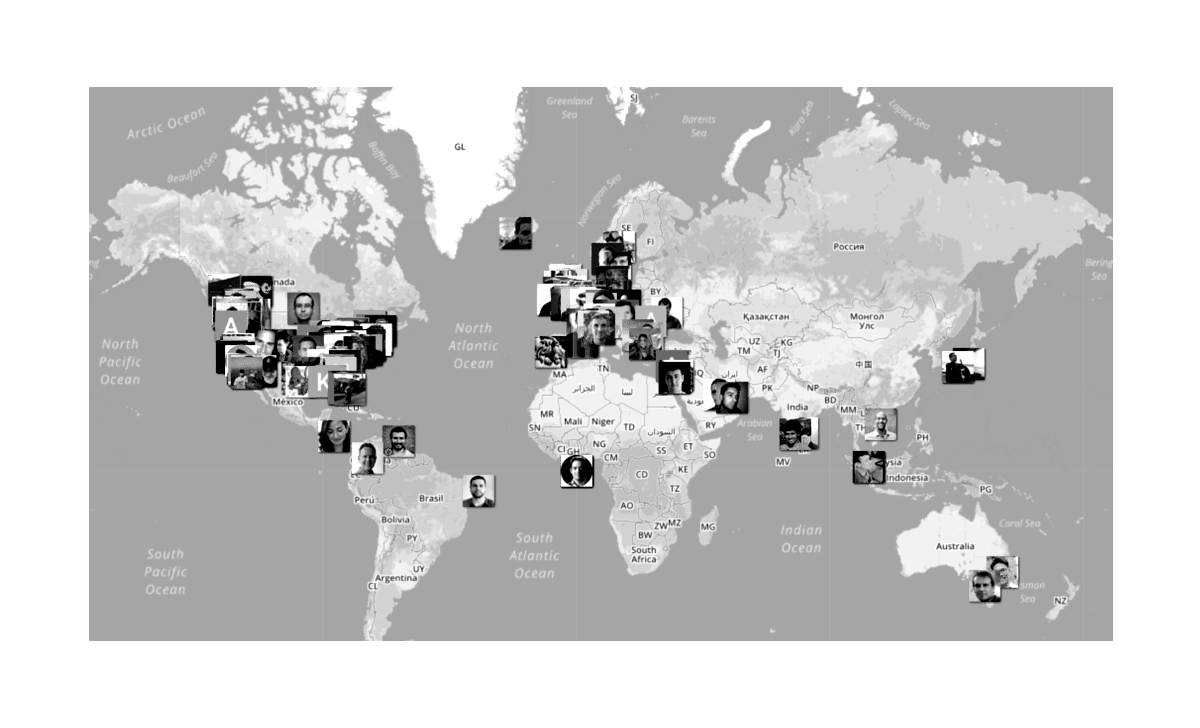 Arctic Ocean
Beaufort Sea
Baffin Bay
GL
Greenland
Sea
SJ
Barents
Sea
Kara Sea
Laptev Sea
Norwegian Sea
SE
FI
Россия
Bering
Sea
nada
BY
A
A
North
Pacific
Ocean
North
Atlantic
Ocean
Қазақстан
Монгол
Улс
UZ
KG
TM
TJ
AF
中国
ایران
PK
NP
BD
MM
India
K
México
CU
MA
TN
الجزائر
ليبيا
MR
Mali
Niger
TD
السودان
SN
CI
GH
NG
CM
SS
ET
SO
RY
Arabian
Sea
TH
PH
MV
ysia
Indonesia
PG
CD
KE
TZ
AO
ZW
MZ
MG
BW
South
Africa
Perú
Brasil
Bolivia
PY
UY
Argentina
CL
South
Pacific
Ocean
South
Atlantic
Ocean
Indian
Ocean
Australia
Coral Sea
sman
Sea
NZ